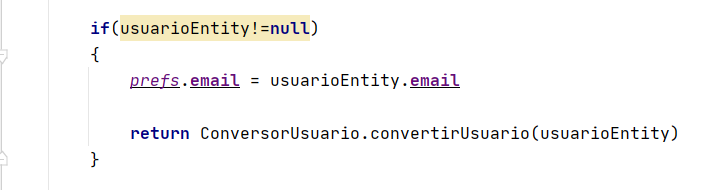 if(usuarioEntity!=null)
{
prefs.email = usuarioEntity.email
return ConversorUsuario.convertirUsuario(usuarioEntity)
}